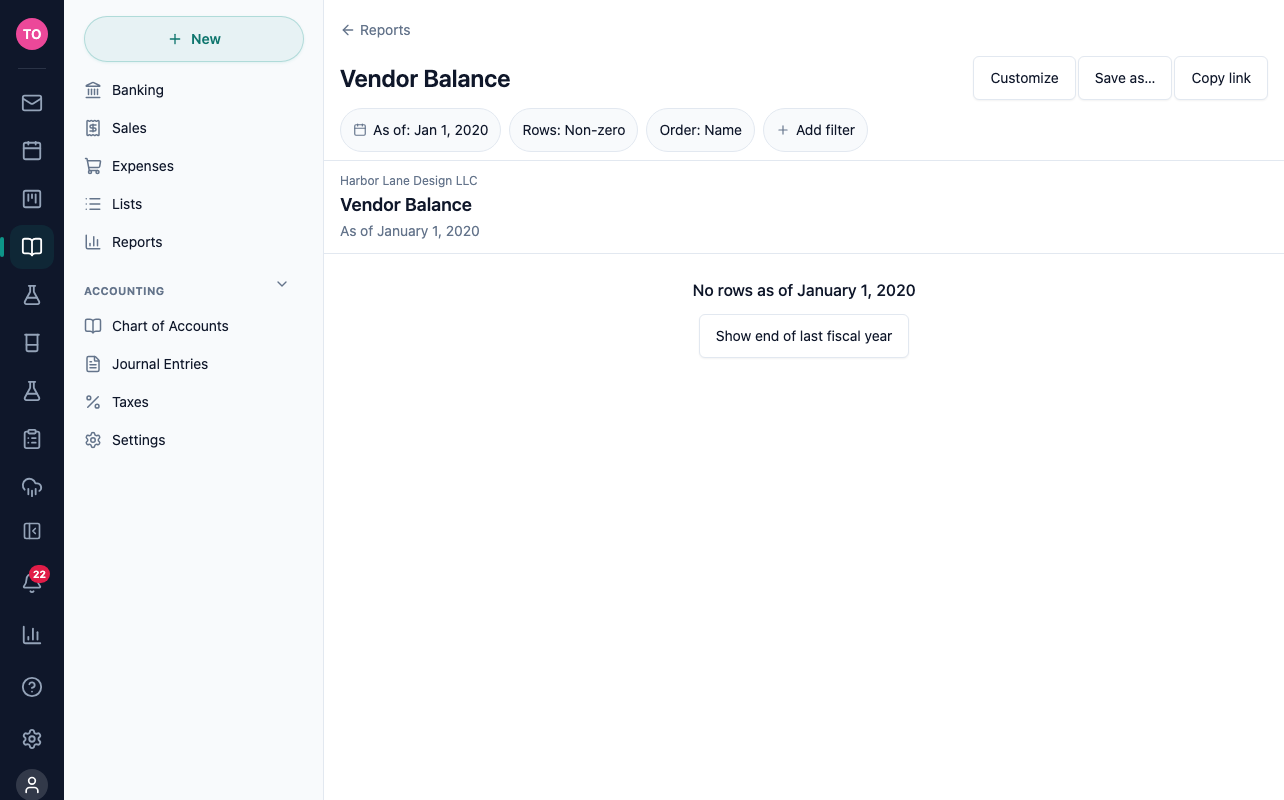 TO
22
New
Banking
Sales
Expenses
Lists
Reports
ACCOUNTING
Chart of Accounts
Journal Entries
Taxes
Settings
Reports
Vendor Balance
Customize
Save as...
Copy link
As of: Jan 1, 2020
Rows: Non-zero
Order: Name
Add filter
Harbor Lane Design LLC
Vendor Balance
As of January 1, 2020
No rows as of January 1, 2020
Show end of last fiscal year